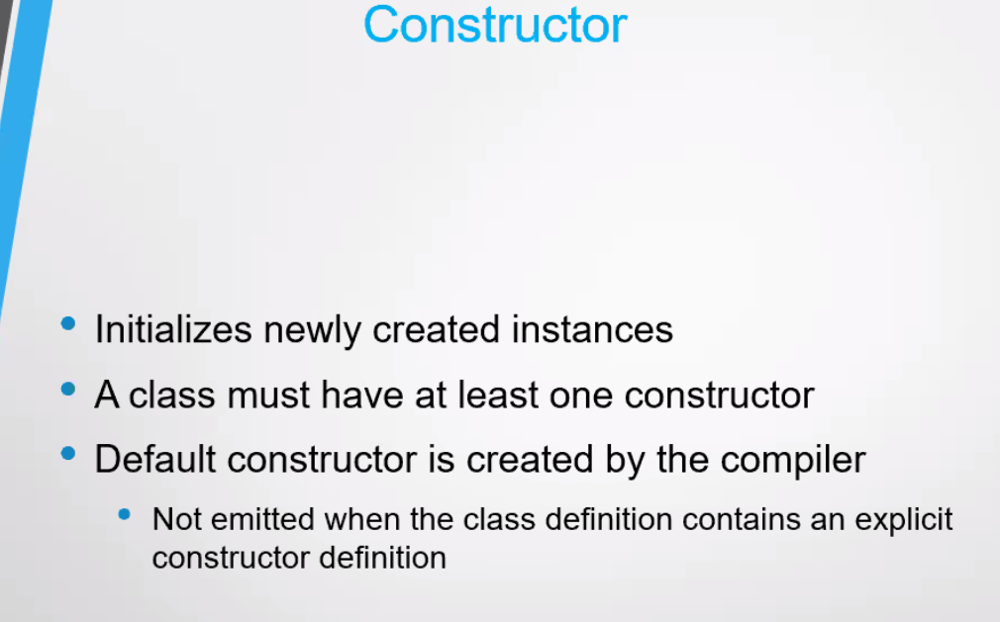 Constructor
Initializes newly created instances
A class must have at least one constructor
Default constructor is created by the compiler
Not emitted when the class definition contains an explicit
constructor definition